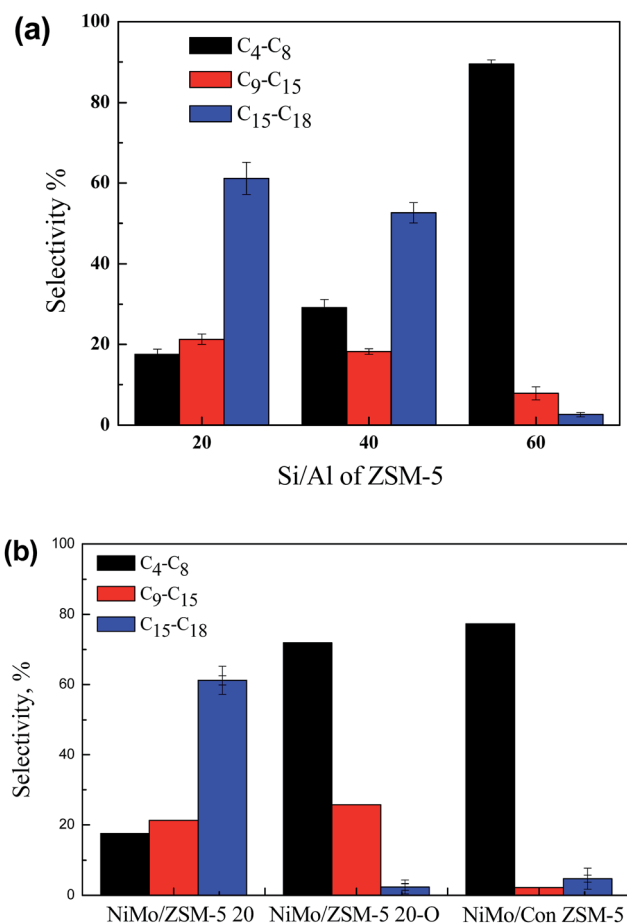 (a)
C4-C8
C9-C15
C15-C18
100
80
60
40
20
0
Selectivity %
20 40 60
Si/Al of ZSM-5
(b)
C4-C8
C9-C15
C15-C18
100
80
60
40
20
0
Selectivity, %
NiMo/ZSM-5 20 NiMo/ZSM-5 20-O NiMo/Con ZSM-5